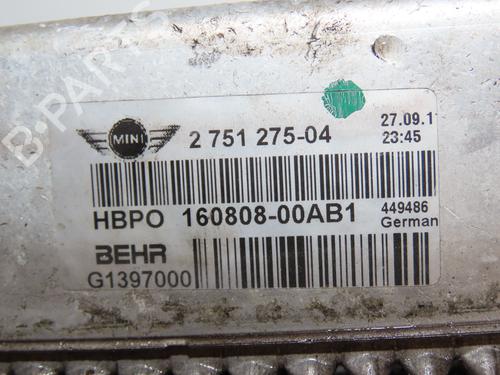 MINI
2 751 275-04
27.09.1
23:45
HBPO 160808-00AB1
449486
German
BEHR
G1397000
B-PARTS